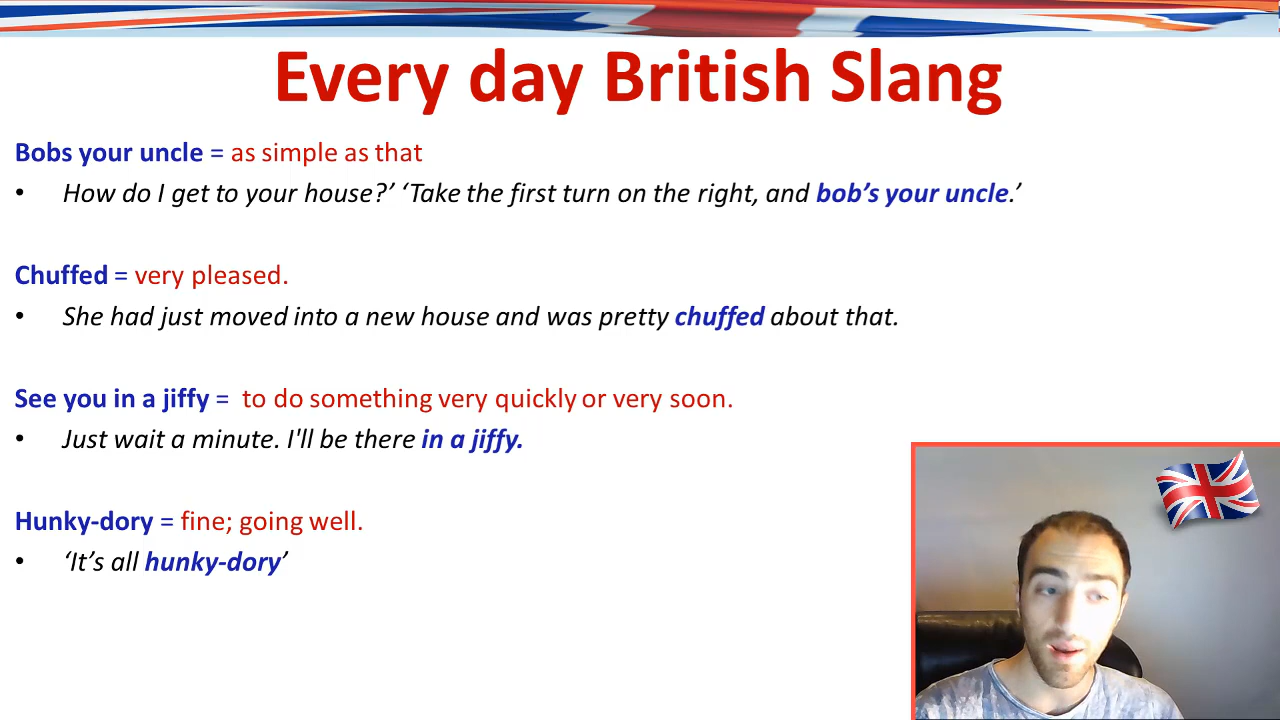 Every day British Slang
Bobs your uncle = as simple as that
• How do I get to your house?’ ‘Take the first turn on the right, and bob’s your uncle.’
Chuffed = very pleased.
• She had just moved into a new house and was pretty chuffed about that.
See you in a jiffy = to do something very quickly or very soon.
• Just wait a minute. I'll be there in a jiffy.
Hunky-dory = fine; going well.
• ‘It’s all hunky-dory’